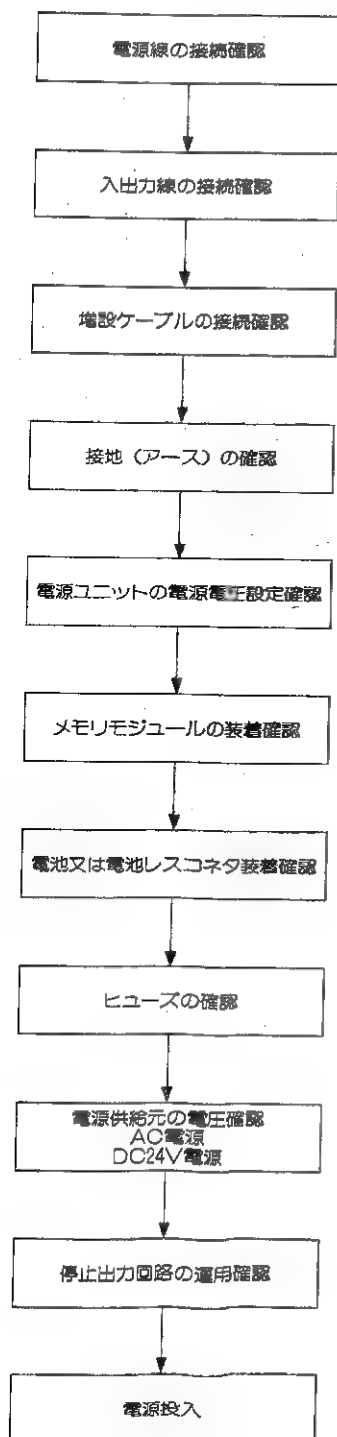 電源線の接続確認
入出力線の接続確認
増設ケーブルの接続確認
接地（アース）の確認
電源ユニットの電源電圧設定確認
メモリモジュールの装着確認
電池又は電池レスコネタ装着確認
ヒューズの確認
電源供給元の電圧確認
AC電源
DC24V電源
停止出力回路の運用確認
電源投入